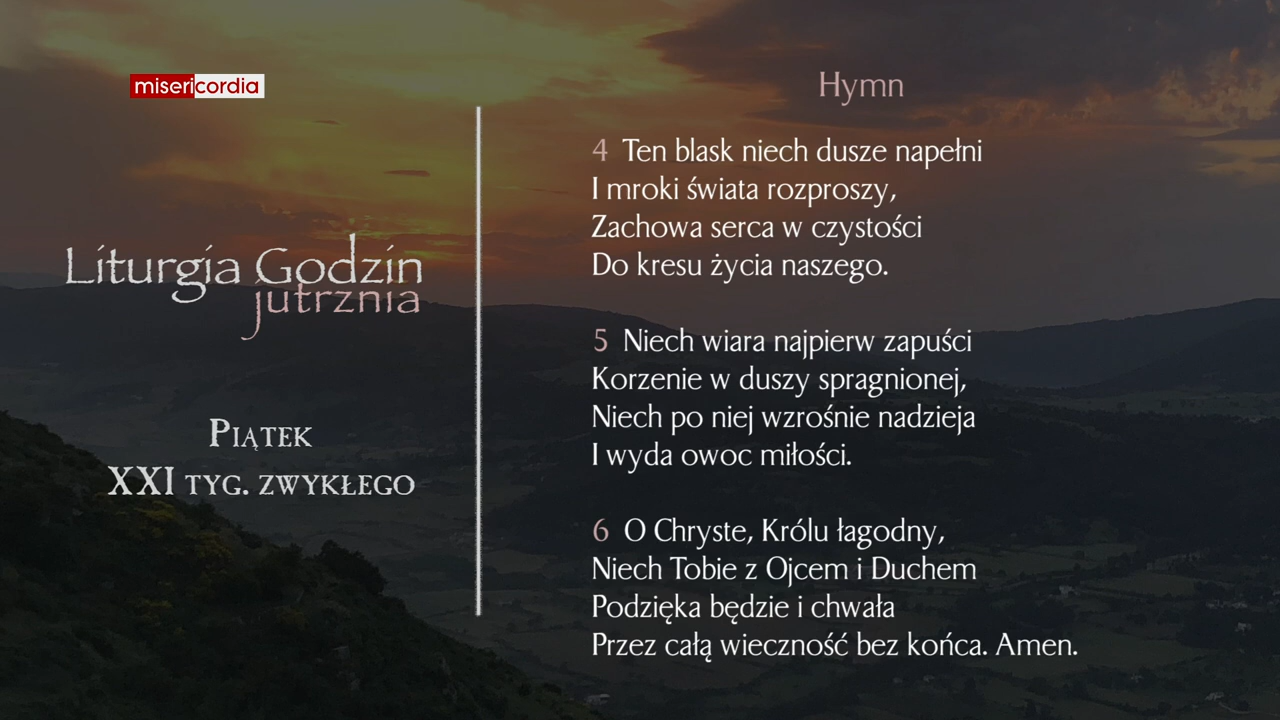 misericordia
Liturgia Godzin
jutrznia
Piątek
XXI tyg. zwykłego
Hymn
4 Ten blask niech dusze napełni
I mroki świata rozproszy,
Zachowa serca w czystości
Do kresu życia naszego.
5 Niech wiara najpierw zapuści
Korzenie w duszy spragnionej,
Niech po niej wzrośnie nadzieja
I wyda owoc miłości.
6 O Chryste, Królu łagodny,
Niech Tobie z Ojcem i Duchem
Podzięka będzie i chwała
Przez całą wieczność bez końca. Amen.